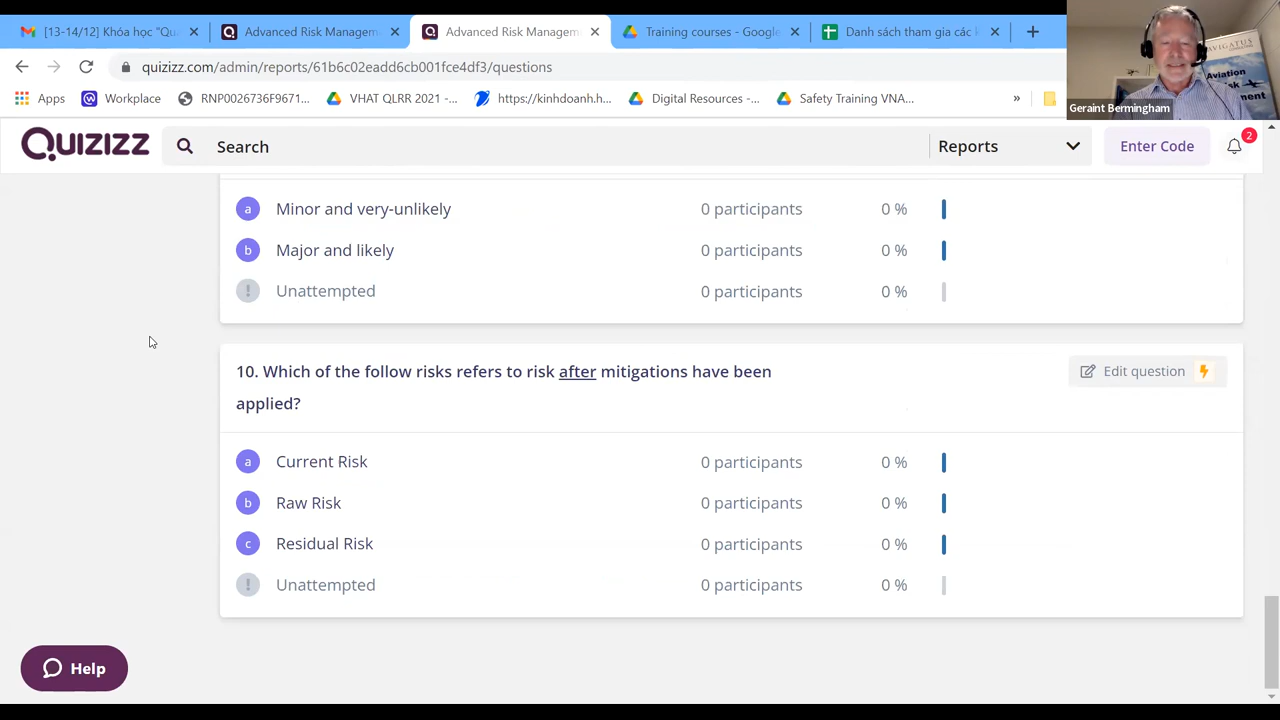 [13-14/12] Khóa học "Qu
Advanced Risk Managem
Advanced Risk Managem
Training courses - Google
Danh sách tham gia các
quizizz.com/admin/reports/61b6c02eadd6cb001fce4df3/questions
Apps
Workplace
RNP0026736F9671...
VHAT QLRR 2021 -...
https://kinhdoanh.h...
Digital Resources -...
Safety Training VNA...
»
NAVIGATUS
Aviation
Geraint Bermingham
QUIZIZZ
Search
Reports
Enter Code
2
a Minor and very-unlikely 0 participants 0 %
b Major and likely 0 participants 0 %
! Unattempted 0 participants 0 %
10. Which of the follow risks refers to risk after mitigations have been
applied?
Edit question
a Current Risk 0 participants 0 %
b Raw Risk 0 participants 0 %
c Residual Risk 0 participants 0 %
! Unattempted 0 participants 0 %
Help